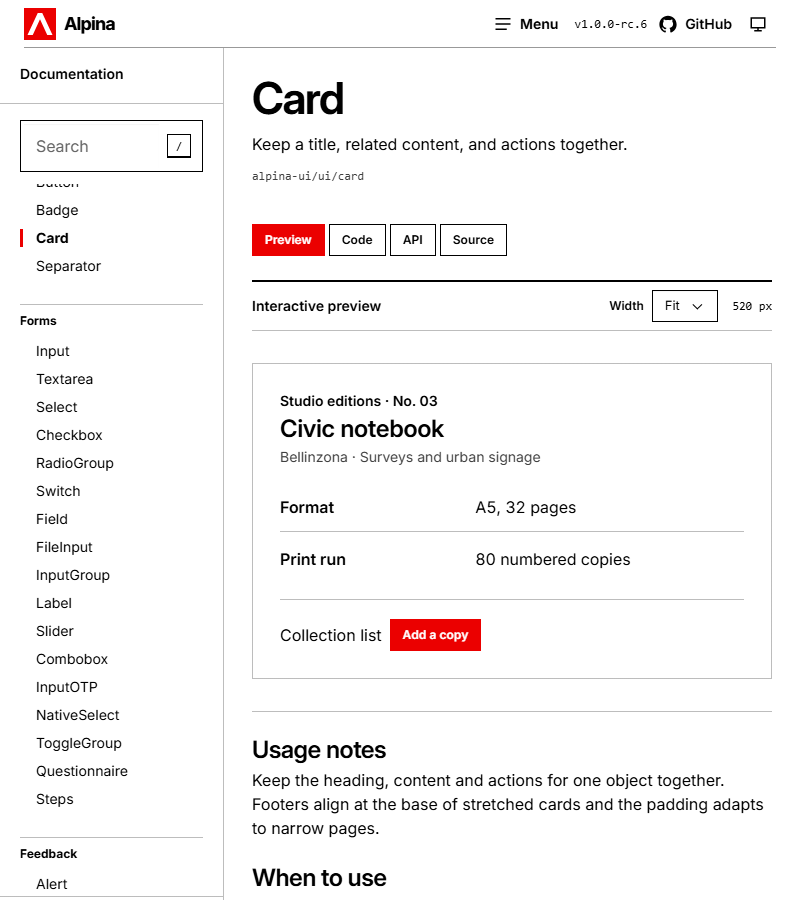 Alpina
Menu
v1.0.0-rc.6
GitHub
Documentation
Search
/
Button
Badge
Card
Separator
Forms
Input
Textarea
Select
Checkbox
RadioGroup
Switch
Field
FileInput
InputGroup
Label
Slider
Combobox
InputOTP
NativeSelect
ToggleGroup
Questionnaire
Steps
Feedback
Alert
Card
Keep a title, related content, and actions together.
alpina-ui/ui/card
Preview
Code
API
Source
Interactive preview
Width
Fit
520 px
Studio editions · No. 03
Civic notebook
Bellinzona · Surveys and urban signage
Format
A5, 32 pages
Print run
80 numbered copies
Collection list
Add a copy
Usage notes
Keep the heading, content and actions for one object together.
Footers align at the base of stretched cards and the padding adapts
to narrow pages.
When to use